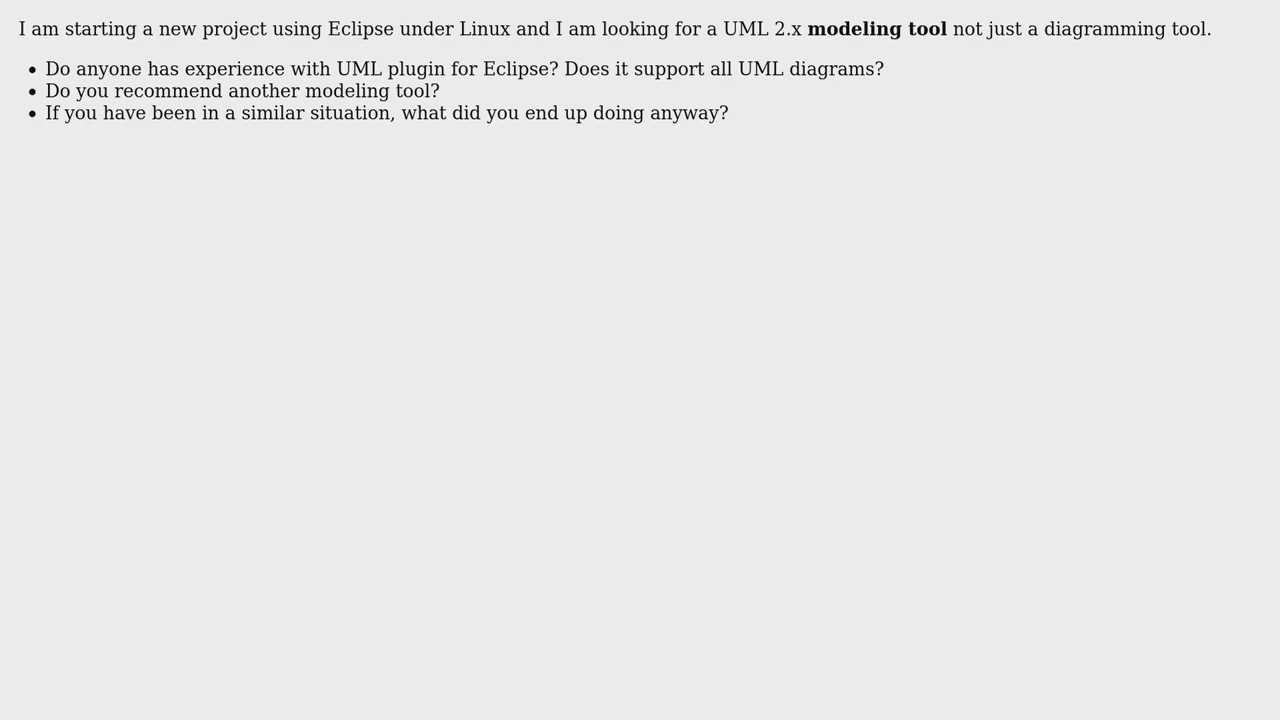 I am starting a new project using Eclipse under Linux and I am looking for a UML 2.x modeling tool not just a diagramming tool.
• Do anyone has experience with UML plugin for Eclipse? Does it support all UML diagrams?
• Do you recommend another modeling tool?
• If you have been in a similar situation, what did you end up doing anyway?